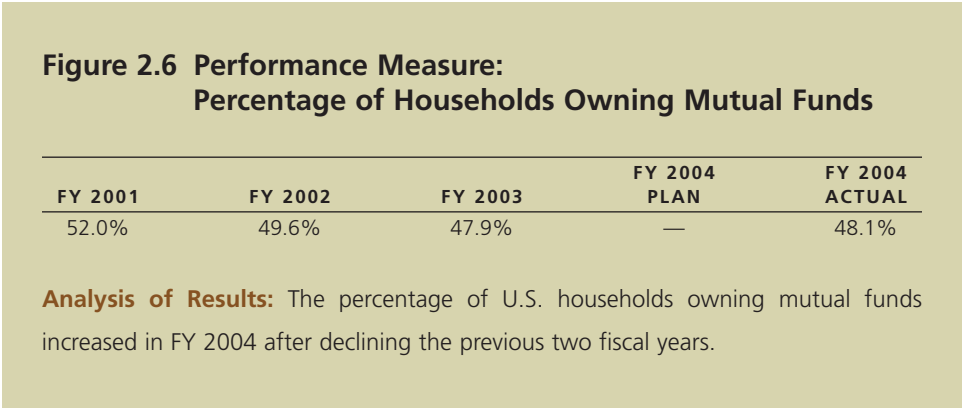 Figure 2.6 Performance Measure:
Percentage of Households Owning Mutual Funds
FY 2001 FY 2002 FY 2003 FY 2004 PLAN FY 2004 ACTUAL
52.0% 49.6% 47.9% — 48.1%
Analysis of Results: The percentage of U.S. households owning mutual funds
increased in FY 2004 after declining the previous two fiscal years.